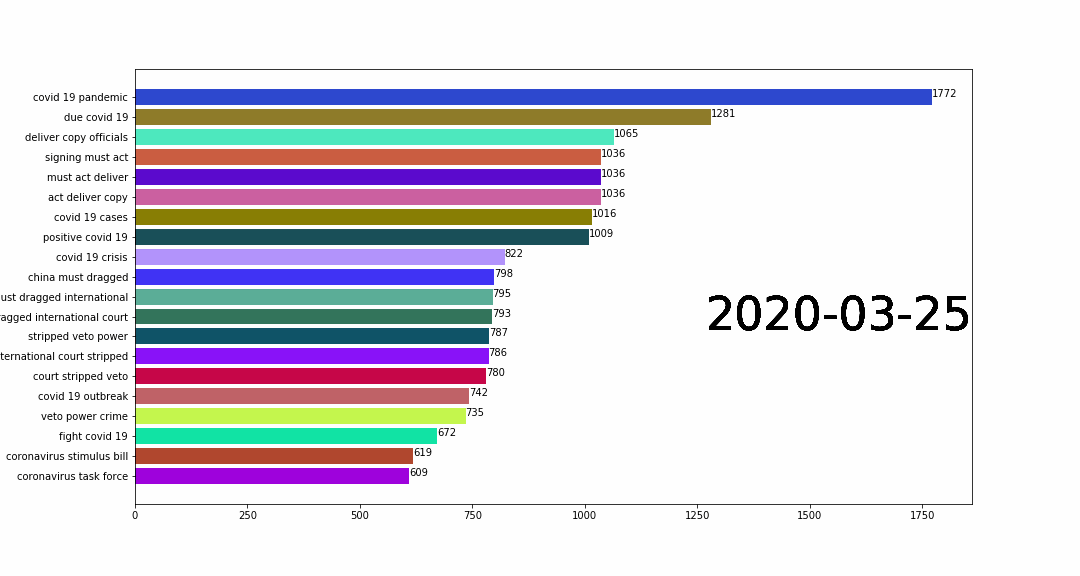 covid 19 pandemic 1772
due covid 19 1281
deliver copy officials 1065
signing must act 1036
must act deliver 1036
act deliver copy 1036
covid 19 cases 1016
positive covid 19 1009
covid 19 crisis 822
china must dragged 798
ust dragged international 795
ragged international court 793
stripped veto power 787
ternational court stripped 786
court stripped veto 780
covid 19 outbreak 742
veto power crime 735
fight covid 19 672
coronavirus stimulus bill 619
coronavirus task force 609
2020-03-25
0 250 500 750 1000 1250 1500 1750